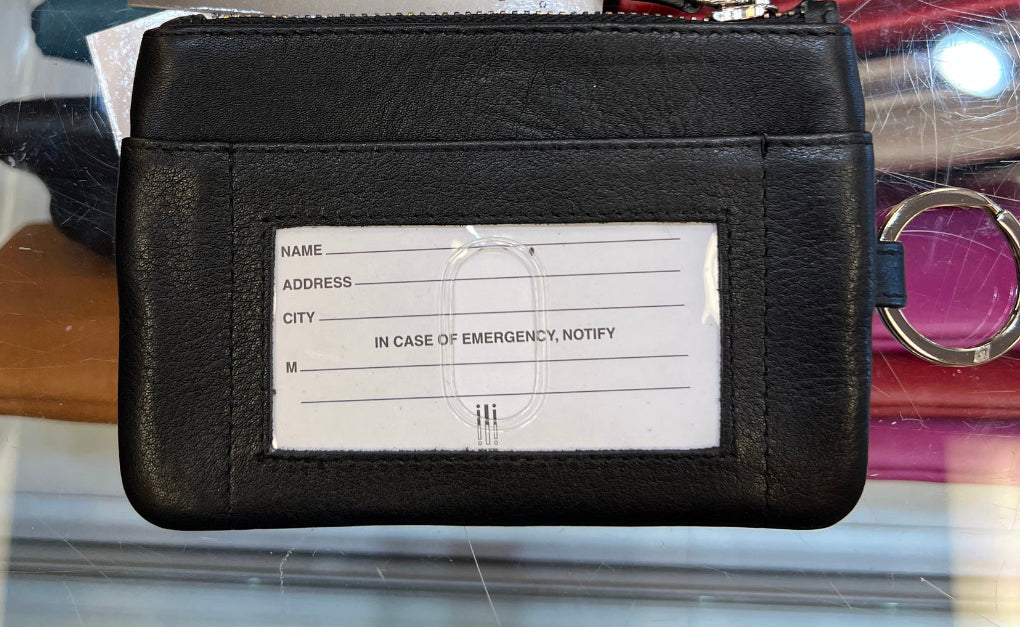 NAME
ADDRESS
CITY
IN CASE OF EMERGENCY, NOTIFY
M
ili